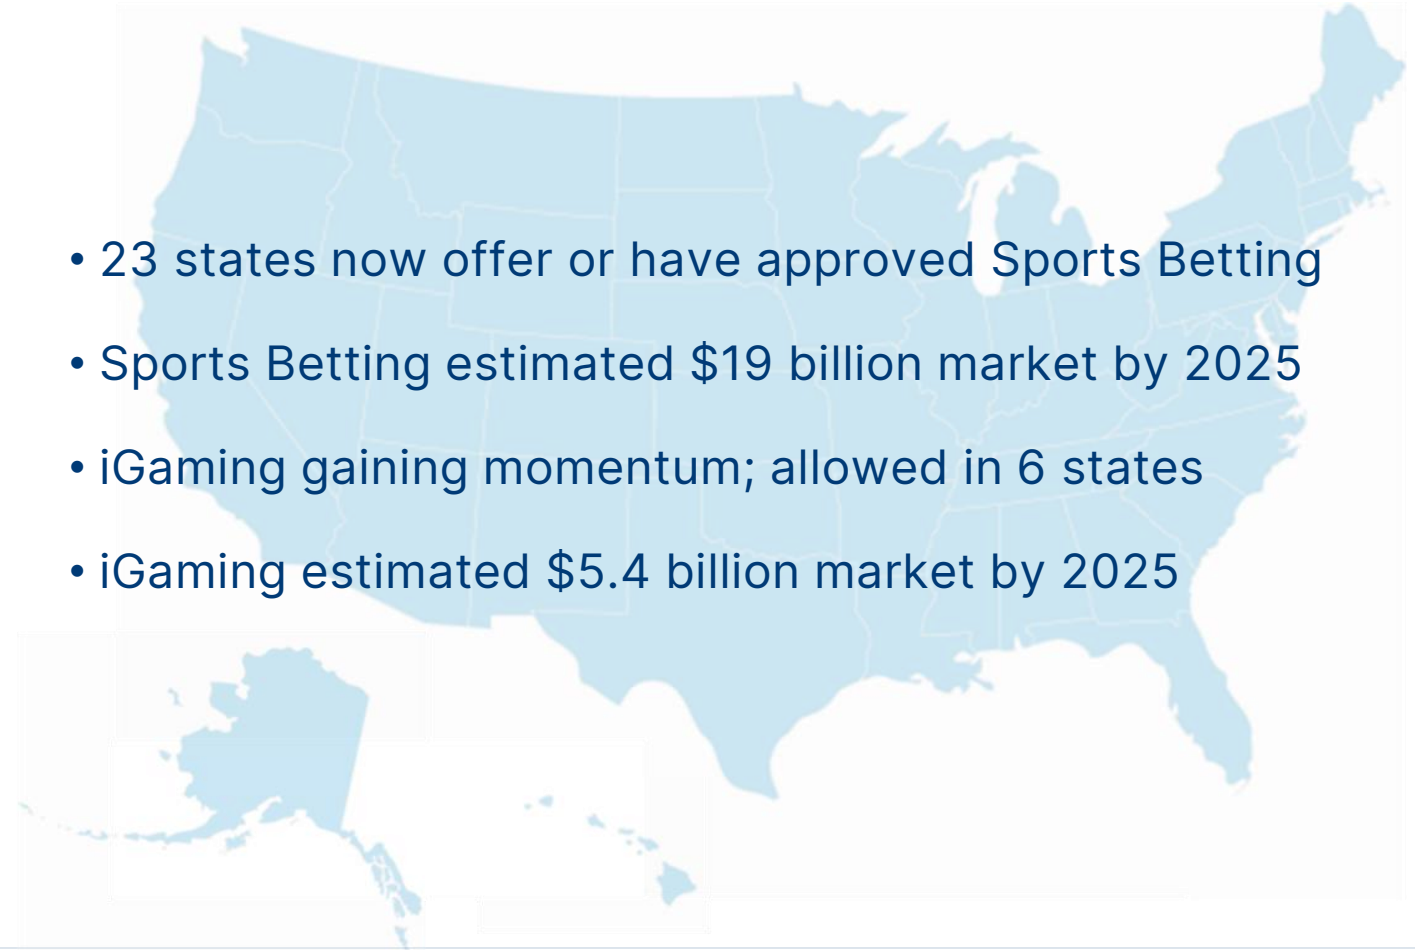 • 23 states now offer or have approved Sports Betting
• Sports Betting estimated $19 billion market by 2025
• iGaming gaining momentum; allowed in 6 states
• iGaming estimated $5.4 billion market by 2025